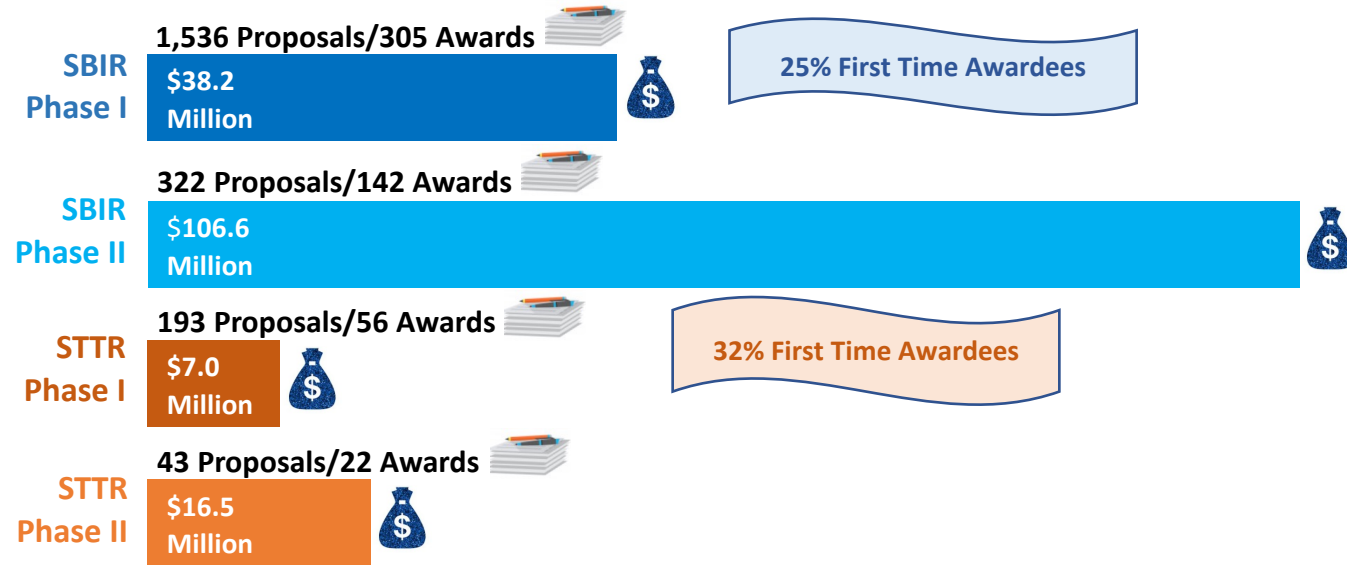 1,536 Proposals/305 Awards
SBIR
Phase I
$38.2
Million
$
25% First Time Awardees
322 Proposals/142 Awards
SBIR
Phase II
$106.6
Million
$
193 Proposals/56 Awards
STTR
Phase I
$7.0
Million
$
32% First Time Awardees
43 Proposals/22 Awards
STTR
Phase II
$16.5
Million
$